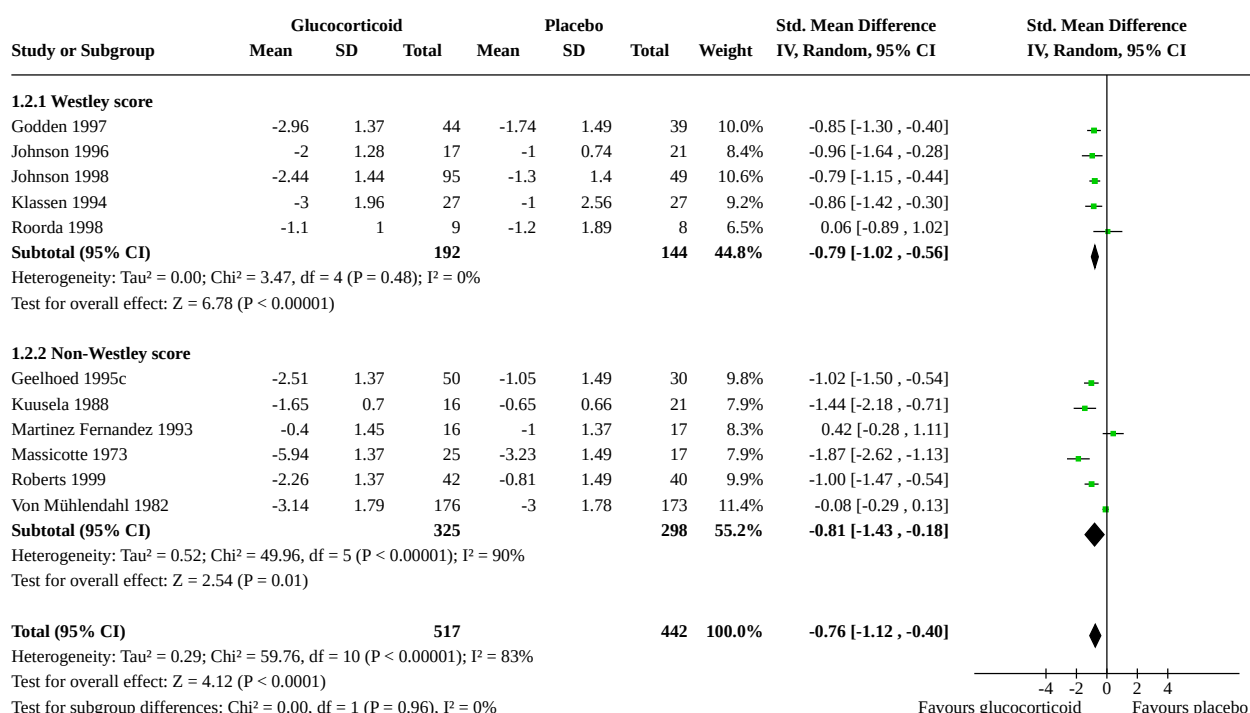 Glucocorticoid Placebo Std. Mean Difference Std. Mean Difference
Study or Subgroup Mean SD Total Mean SD Total Weight IV, Random, 95% CI IV, Random, 95% CI
1.2.1 Westley score
Godden 1997 -2.96 1.37 44 -1.74 1.49 39 10.0% -0.85 [-1.30 , -0.40]
Johnson 1996 -2 1.28 17 -1 0.74 21 8.4% -0.96 [-1.64 , -0.28]
Johnson 1998 -2.44 1.44 95 -1.3 1.4 49 10.6% -0.79 [-1.15 , -0.44]
Klassen 1994 -3 1.96 27 -1 2.56 27 9.2% -0.86 [-1.42 , -0.30]
Roorda 1998 -1.1 1 9 -1.2 1.89 8 6.5% 0.06 [-0.89 , 1.02]
Subtotal (95% CI) 192 144 44.8% -0.79 [-1.02 , -0.56]
Heterogeneity: Tau² = 0.00; Chi² = 3.47, df = 4 (P = 0.48); I² = 0%
Test for overall effect: Z = 6.78 (P < 0.00001)
1.2.2 Non-Westley score
Geelhoed 1995c -2.51 1.37 50 -1.05 1.49 30 9.8% -1.02 [-1.50 , -0.54]
Kuusela 1988 -1.65 0.7 16 -0.65 0.66 21 7.9% -1.44 [-2.18 , -0.71]
Martinez Fernandez 1993 -0.4 1.45 16 -1 1.37 17 8.3% 0.42 [-0.28 , 1.11]
Massicotte 1973 -5.94 1.37 25 -3.23 1.49 17 7.9% -1.87 [-2.62 , -1.13]
Roberts 1999 -2.26 1.37 42 -0.81 1.49 40 9.9% -1.00 [-1.47 , -0.54]
Von Mühlendahl 1982 -3.14 1.79 176 -3 1.78 173 11.4% -0.08 [-0.29 , 0.13]
Subtotal (95% CI) 325 298 55.2% -0.81 [-1.43 , -0.18]
Heterogeneity: Tau² = 0.52; Chi² = 49.96, df = 5 (P < 0.00001); I² = 90%
Test for overall effect: Z = 2.54 (P = 0.01)
Total (95% CI) 517 442 100.0% -0.76 [-1.12 , -0.40]
Heterogeneity: Tau² = 0.29; Chi² = 59.76, df = 10 (P < 0.00001); I² = 83%
Test for overall effect: Z = 4.12 (P < 0.0001)
-4 -2 0 2 4
Test for subgroup differences: Chi² = 0.00, df = 1 (P = 0.96), I² = 0% Favours glucocorticoid Favours placebo